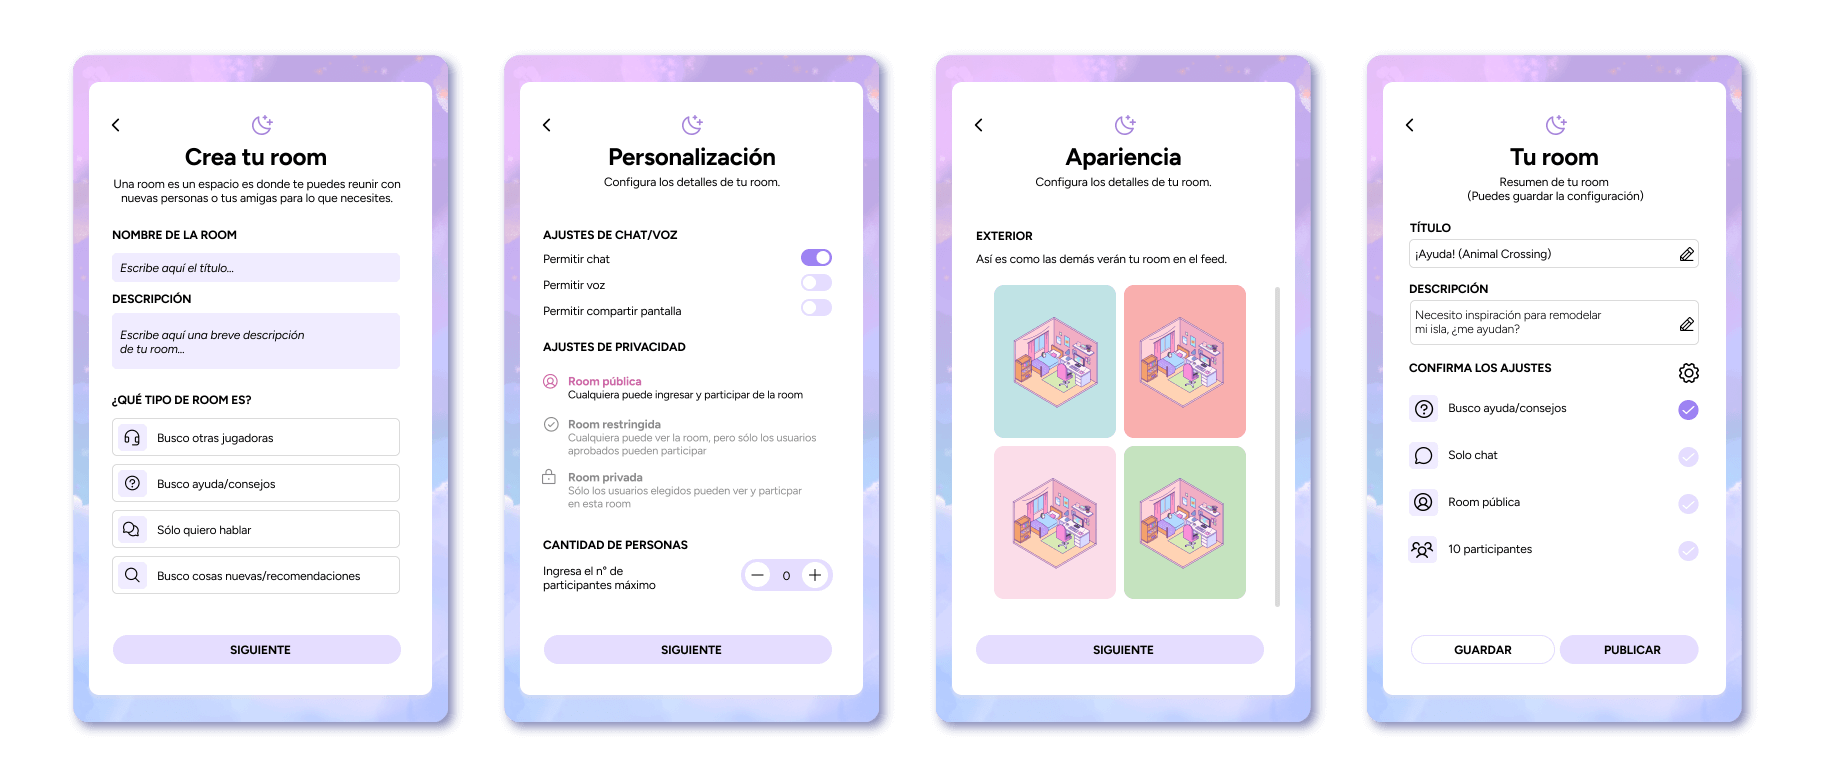 Crea tu room
Una room es un espacio es donde te puedes reunir con
nuevas personas o tus amigas para lo que necesites.
NOMBRE DE LA ROOM
Escribe aquí el título...
DESCRIPCIÓN
Escribe aquí una breve descripción
de tu room...
¿QUÉ TIPO DE ROOM ES?
Busco otras jugadoras
Busco ayuda/consejos
Sólo quiero hablar
Busco cosas nuevas/recomendaciones
SIGUIENTE
Personalización
Configura los detalles de tu room.
AJUSTES DE CHAT/VOZ
Permitir chat
Permitir voz
Permitir compartir pantalla
AJUSTES DE PRIVACIDAD
Room pública
Cualquiera puede ingresar y participar de la room
Room restringida
Cualquiera puede ver la room, pero sólo los usuarios
aprobados pueden participar
Room privada
Sólo los usuarios elegidos pueden ver y particpar
en esta room
CANTIDAD DE PERSONAS
Ingresa el n° de
participantes máximo
0
SIGUIENTE
Apariencia
Configura los detalles de tu room.
EXTERIOR
Así es como las demás verán tu room en el feed.
SIGUIENTE
Tu room
Resumen de tu room
(Puedes guardar la configuración)
TÍTULO
¡Ayuda! (Animal Crossing)
DESCRIPCIÓN
Necesito inspiración para remodelar
mi isla, ¿me ayudan?
CONFIRMA LOS AJUSTES
Busco ayuda/consejos
Solo chat
Room pública
10 participantes
GUARDAR
PUBLICAR